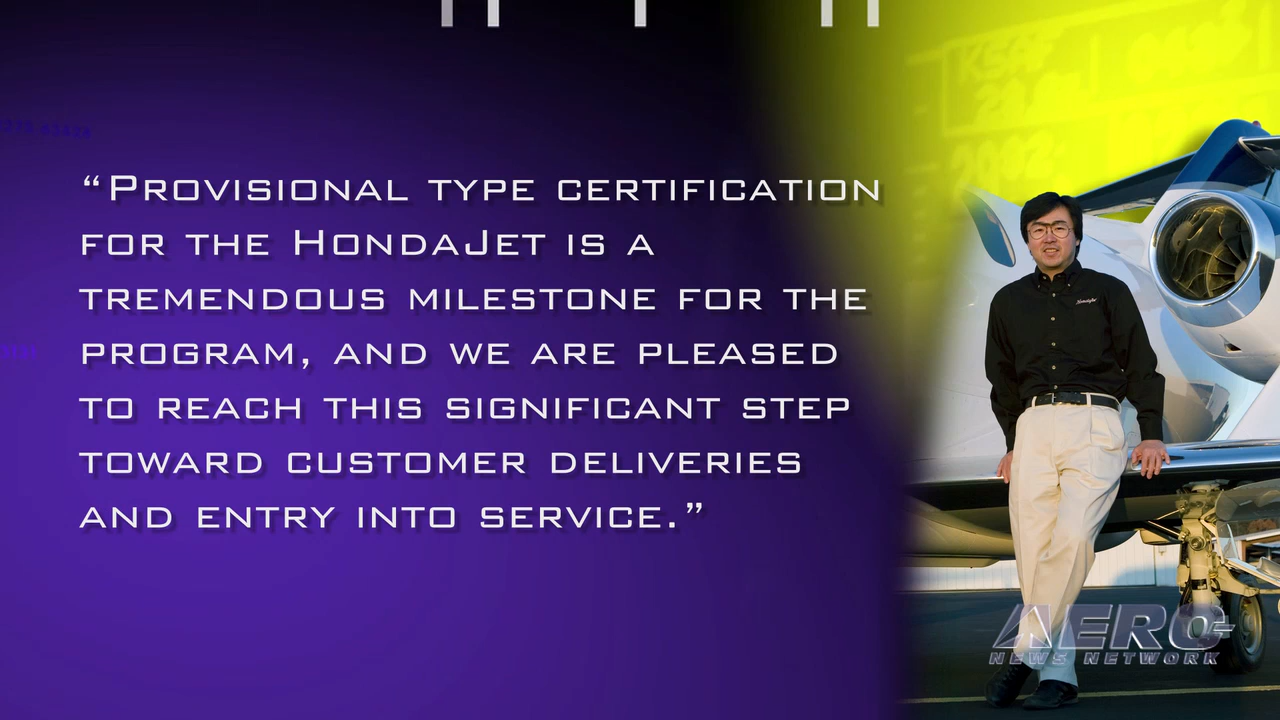 “Provisional type certification
for the HondaJet is a
tremendous milestone for the
program, and we are pleased
to reach this significant step
toward customer deliveries
and entry into service.”
AERO
NEWS NETWORK